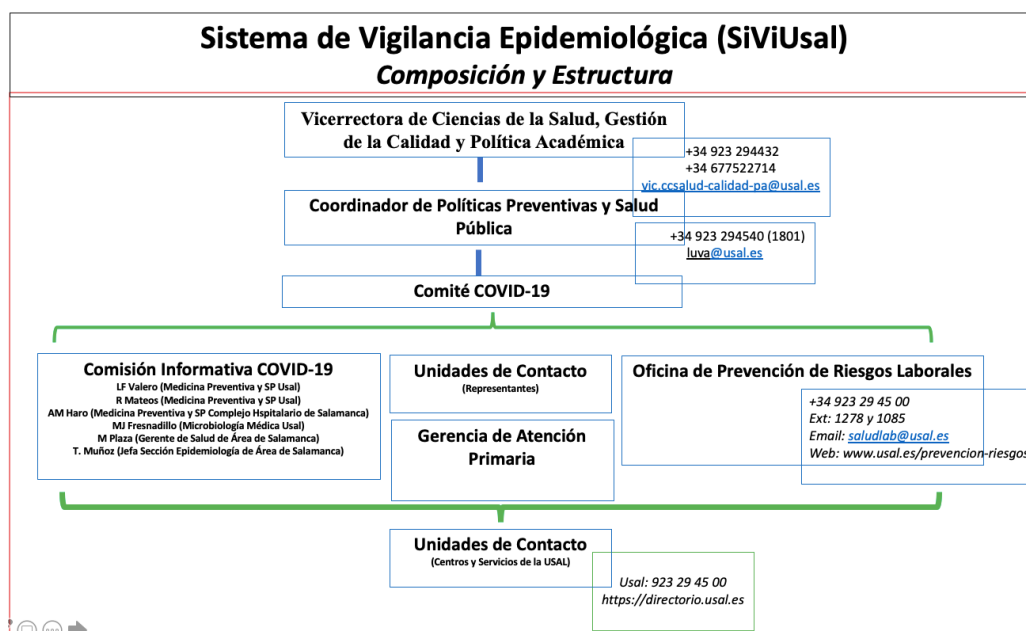 Sistema de Vigilancia Epidemiológica (SiViUsal)
Composición y Estructura
Vicerrectora de Ciencias de la Salud, Gestión
de la Calidad y Política Académica
+34 923 294432
+34 677522714
vic.ccsalud-calidad-pa@usal.es
Coordinador de Políticas Preventivas y Salud
Pública
+34 923 294540 (1801)
luva@usal.es
Comité COVID-19
Comisión Informativa COVID-19
LF Valero (Medicina Preventiva y SP Usal)
R Mateos (Medicina Preventiva y SP Usal)
AM Haro (Medicina Preventiva y SP Complejo Hspitalario de Salamanca)
MJ Fresnadillo (Microbiología Médica Usal)
M Plaza (Gerente de Salud de Área de Salamanca)
T. Muñoz (Jefa Sección Epidemiología de Área de Salamanca)
Unidades de Contacto
(Representantes)
Gerencia de Atención
Primaria
Oficina de Prevención de Riesgos Laborales
+34 923 29 45 00
Ext: 1278 y 1085
Email: saludlab@usal.es
Web: www.usal.es/prevencion-riesgos
Unidades de Contacto
(Centros y Servicios de la USAL)
Usal: 923 29 45 00
https://directorio.usal.es